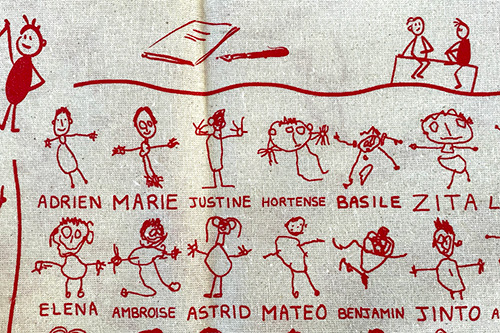 ADRIEN MARIE JUSTINE HORTENSE BASILE ZITA L
ELENA AMBROISE ASTRID MATEO BENJAMIN JINTO A